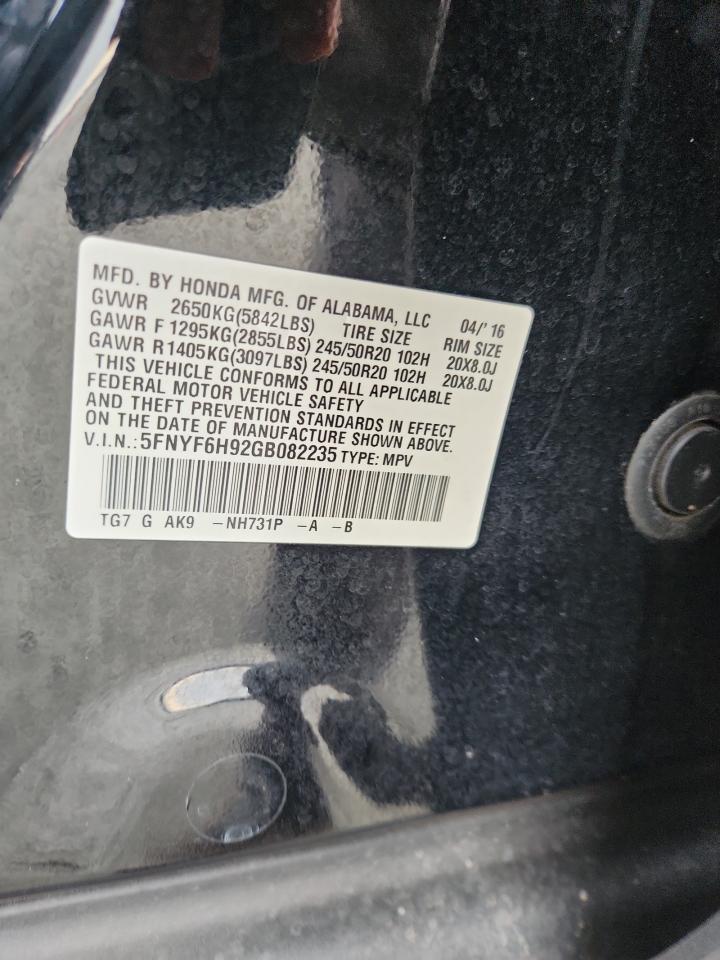 MFD. BY HONDA MFG. OF ALABAMA, LLC 04/'16
GVWR 2650KG(5842LBS) TIRE SIZE RIM SIZE
GAWR F 1295KG(2855LBS) 245/50R20 102H 20X8.0J
GAWR R1405KG(3097LBS) 245/50R20 102H 20X8.0J
THIS VEHICLE CONFORMS TO ALL APPLICABLE
FEDERAL MOTOR VEHICLE SAFETY
AND THEFT PREVENTION STANDARDS IN EFFECT
ON THE DATE OF MANUFACTURE SHOWN ABOVE.
V.I.N.: 5FNYF6H92GB082235 TYPE: MPV
TG7 G AK9 -NH731P -A -B